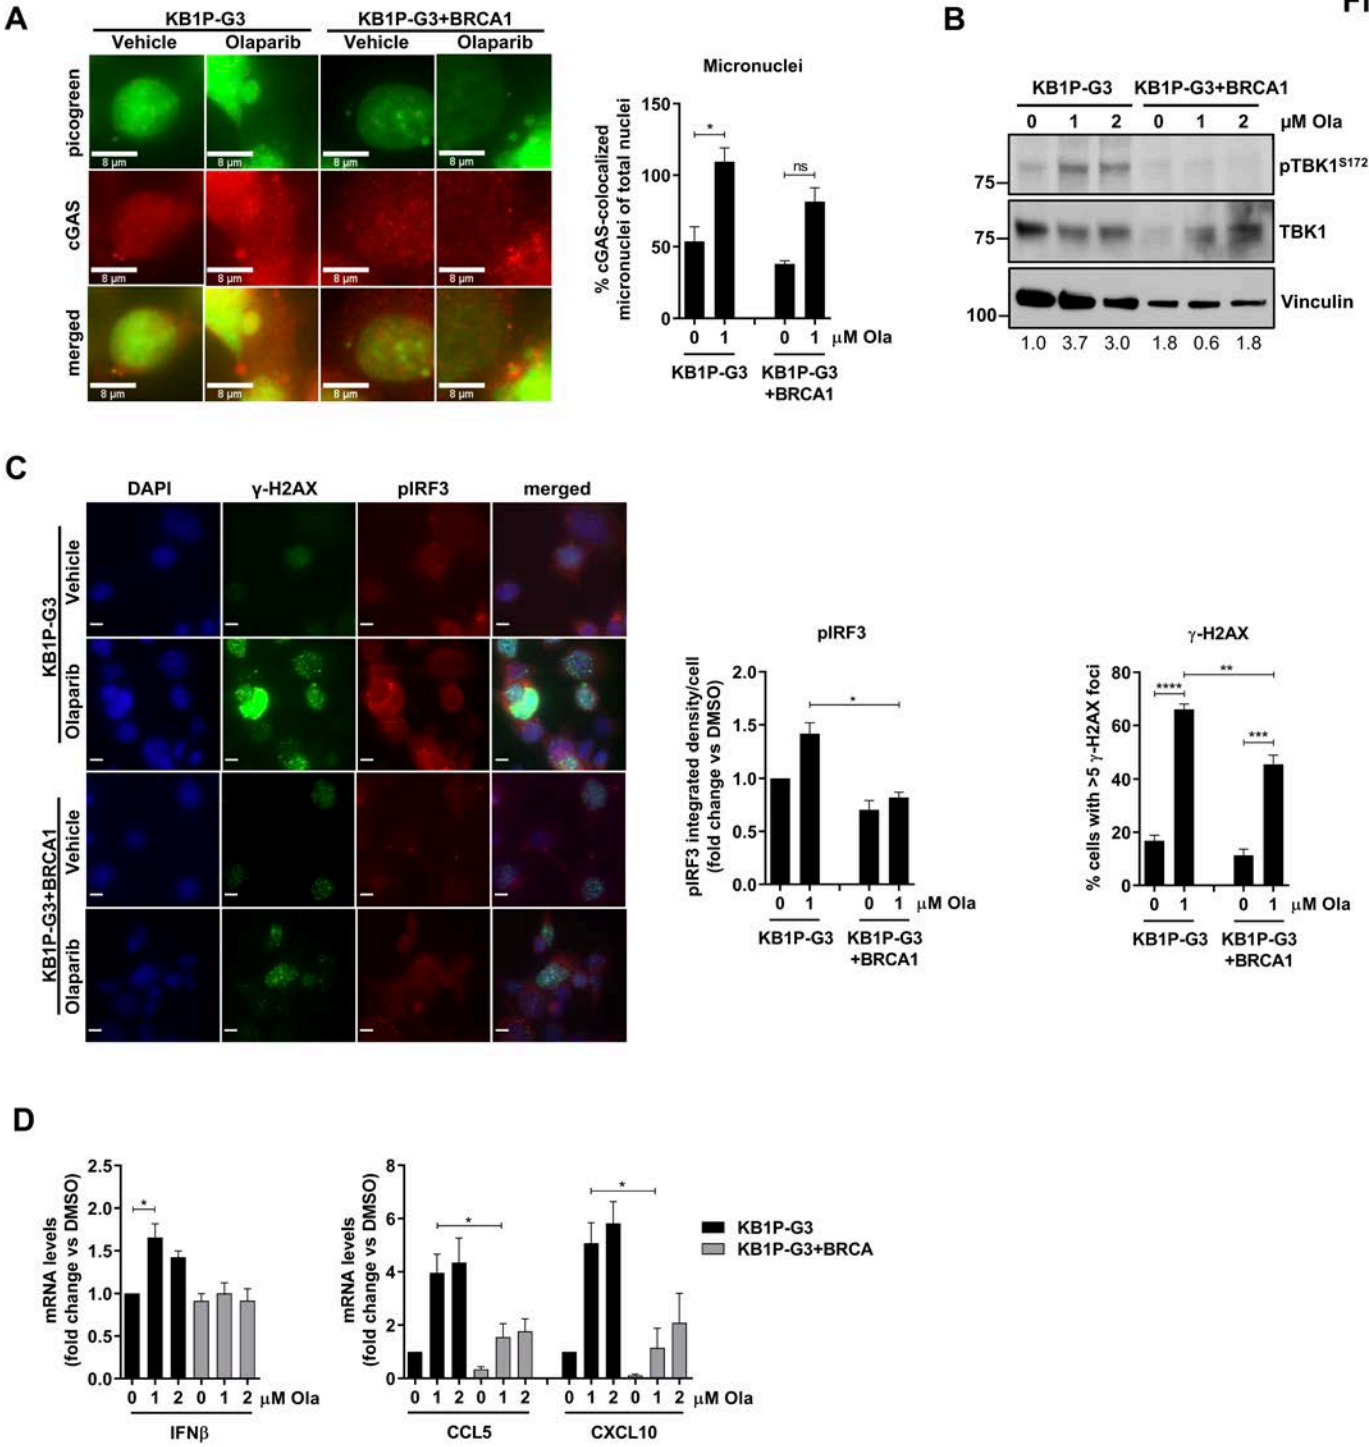 A
KB1P-G3
KB1P-G3+BRCA1
Vehicle
Olaparib
Vehicle
Olaparib
picogreen
8 µm
8 µm
8 µm
8 µm
cGAS
8 µm
8 µm
8 µm
8 µm
merged
8 µm
8 µm
8 µm
8 µm
Micronuclei
% cGAS-colocalized
micronuclei of total nuclei
150
100
50
0
*
ns
0 1 0 1 µM Ola
KB1P-G3
KB1P-G3
+BRCA1
B
KB1P-G3
KB1P-G3+BRCA1
0 1 2 0 1 2 µM Ola
75
pTBK1S172
75
TBK1
100
Vinculin
1.0 3.7 3.0 1.8 0.6 1.8
C
DAPI
γ-H2AX
pIRF3
merged
KB1P-G3
Vehicle
Olaparib
KB1P-G3+BRCA1
Vehicle
Olaparib
pIRF3
pIRF3 integrated density/cell
(fold change vs DMSO)
2.0
1.5
1.0
0.5
0.0
*
0 1 0 1 µM Ola
KB1P-G3
KB1P-G3
+BRCA1
γ-H2AX
% cells with >5 γ-H2AX foci
80
60
40
20
0
****
**
***
0 1 0 1 µM Ola
KB1P-G3
KB1P-G3
+BRCA1
D
mRNA levels
(fold change vs DMSO)
2.5
2.0
1.5
1.0
0.5
0.0
*
0 1 2 0 1 2 µM Ola
IFNβ
mRNA levels
(fold change vs DMSO)
8
6
4
2
0
*
*
0 1 2 0 1 2 0 1 2 0 1 2 µM Ola
CCL5
CXCL10
KB1P-G3
KB1P-G3+BRCA